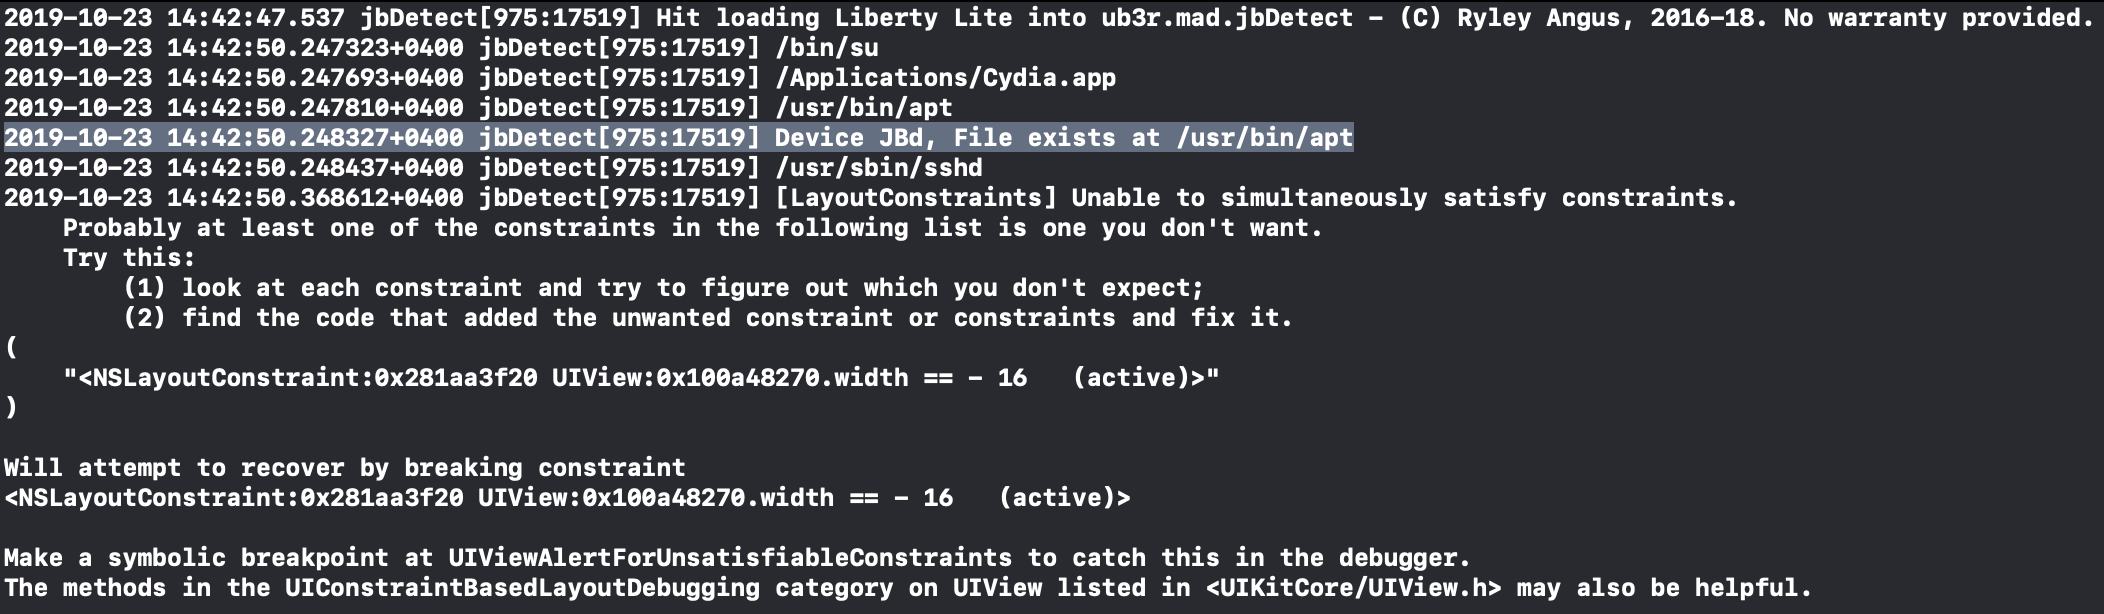 2019-10-23 14:42:47.537 jbDetect[975:17519] Hit loading Liberty Lite into ub3r.mad.jbDetect – (C) Ryley Angus, 2016-18. No warranty provided.
2019-10-23 14:42:50.247323+0400 jbDetect[975:17519] /bin/su
2019-10-23 14:42:50.247693+0400 jbDetect[975:17519] /Applications/Cydia.app
2019-10-23 14:42:50.247810+0400 jbDetect[975:17519] /usr/bin/apt
2019-10-23 14:42:50.248327+0400 jbDetect[975:17519] Device JBd, File exists at /usr/bin/apt
2019-10-23 14:42:50.248437+0400 jbDetect[975:17519] /usr/sbin/sshd
2019-10-23 14:42:50.368612+0400 jbDetect[975:17519] [LayoutConstraints] Unable to simultaneously satisfy constraints.
    Probably at least one of the constraints in the following list is one you don't want.
    Try this:
        (1) look at each constraint and try to figure out which you don't expect;
        (2) find the code that added the unwanted constraint or constraints and fix it.
(
    "<NSLayoutConstraint:0x281aa3f20 UIView:0x100a48270.width == - 16   (active)>"
)
Will attempt to recover by breaking constraint
<NSLayoutConstraint:0x281aa3f20 UIView:0x100a48270.width == - 16   (active)>
Make a symbolic breakpoint at UIViewAlertForUnsatisfiableConstraints to catch this in the debugger.
The methods in the UIConstraintBasedLayoutDebugging category on UIView listed in <UIKitCore/UIView.h> may also be helpful.